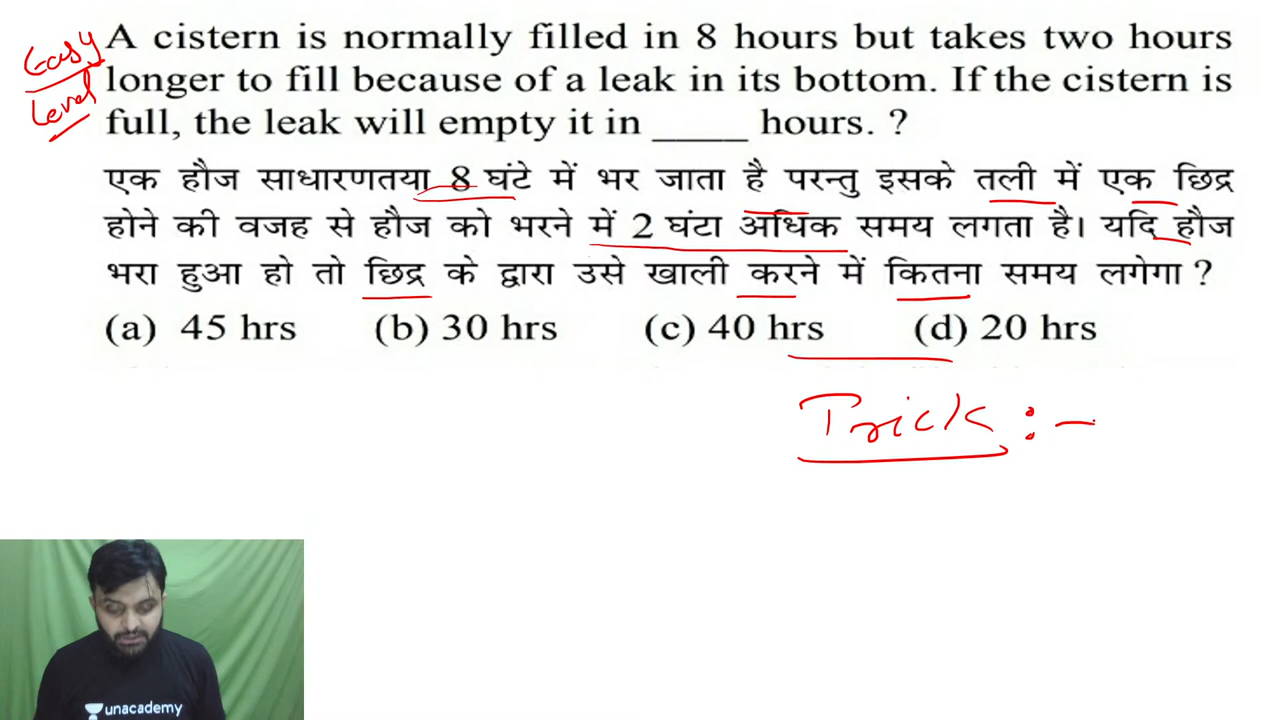 Easy
Level
A cistern is normally filled in 8 hours but takes two hours
longer to fill because of a leak in its bottom. If the cistern is
full, the leak will empty it in ____ hours. ?
एक हौज साधारणतया 8 घंटे में भर जाता है परन्तु इसके तली में एक छिद्र
होने की वजह से हौज को भरने में 2 घंटा अधिक समय लगता है। यदि हौज
भरा हुआ हो तो छिद्र के द्वारा उसे खाली करने में कितना समय लगेगा ?
(a) 45 hrs (b) 30 hrs (c) 40 hrs (d) 20 hrs
Trick :-
unacademy